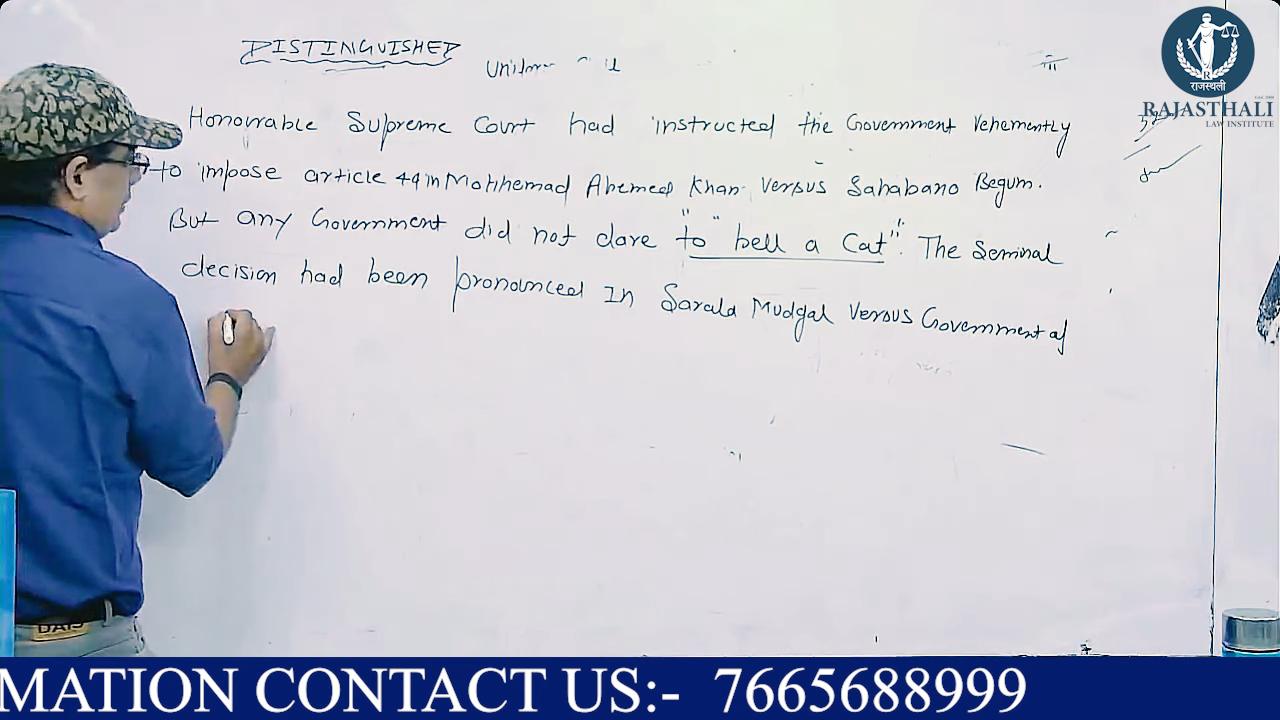 DISTINGUISHED
Honourable Supreme Court had instructed the Government Vehemently
to impose article 44 in Mohhemad Ahemed Khan versus Sahabano Begum.
But any Government did not dare "to "bell a Cat". The Seminal
decision had been pronounced In Sarala Mudgal Versus Government of
राजस्थली
RAJASTHALI
LAW INSTITUTE
MATION CONTACT US:- 7665688999